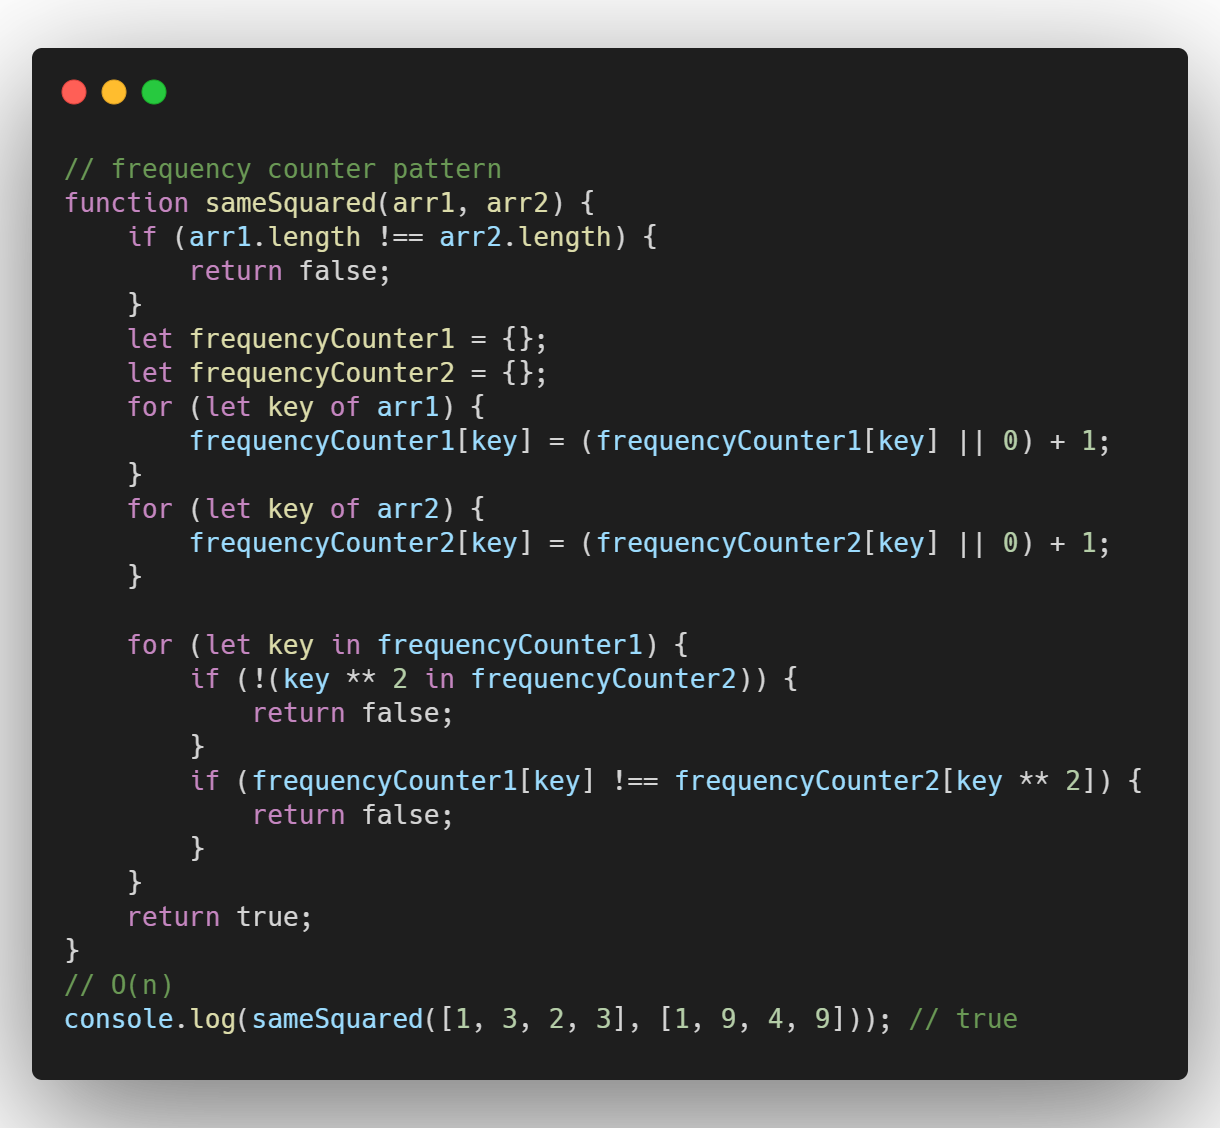 // frequency counter pattern
function sameSquared(arr1, arr2) {
    if (arr1.length !== arr2.length) {
        return false;
    }
    let frequencyCounter1 = {};
    let frequencyCounter2 = {};
    for (let key of arr1) {
        frequencyCounter1[key] = (frequencyCounter1[key] || 0) + 1;
    }
    for (let key of arr2) {
        frequencyCounter2[key] = (frequencyCounter2[key] || 0) + 1;
    }

    for (let key in frequencyCounter1) {
        if (!(key ** 2 in frequencyCounter2)) {
            return false;
        }
        if (frequencyCounter1[key] !== frequencyCounter2[key ** 2]) {
            return false;
        }
    }
    return true;
}
// O(n)
console.log(sameSquared([1, 3, 2, 3], [1, 9, 4, 9])); // true